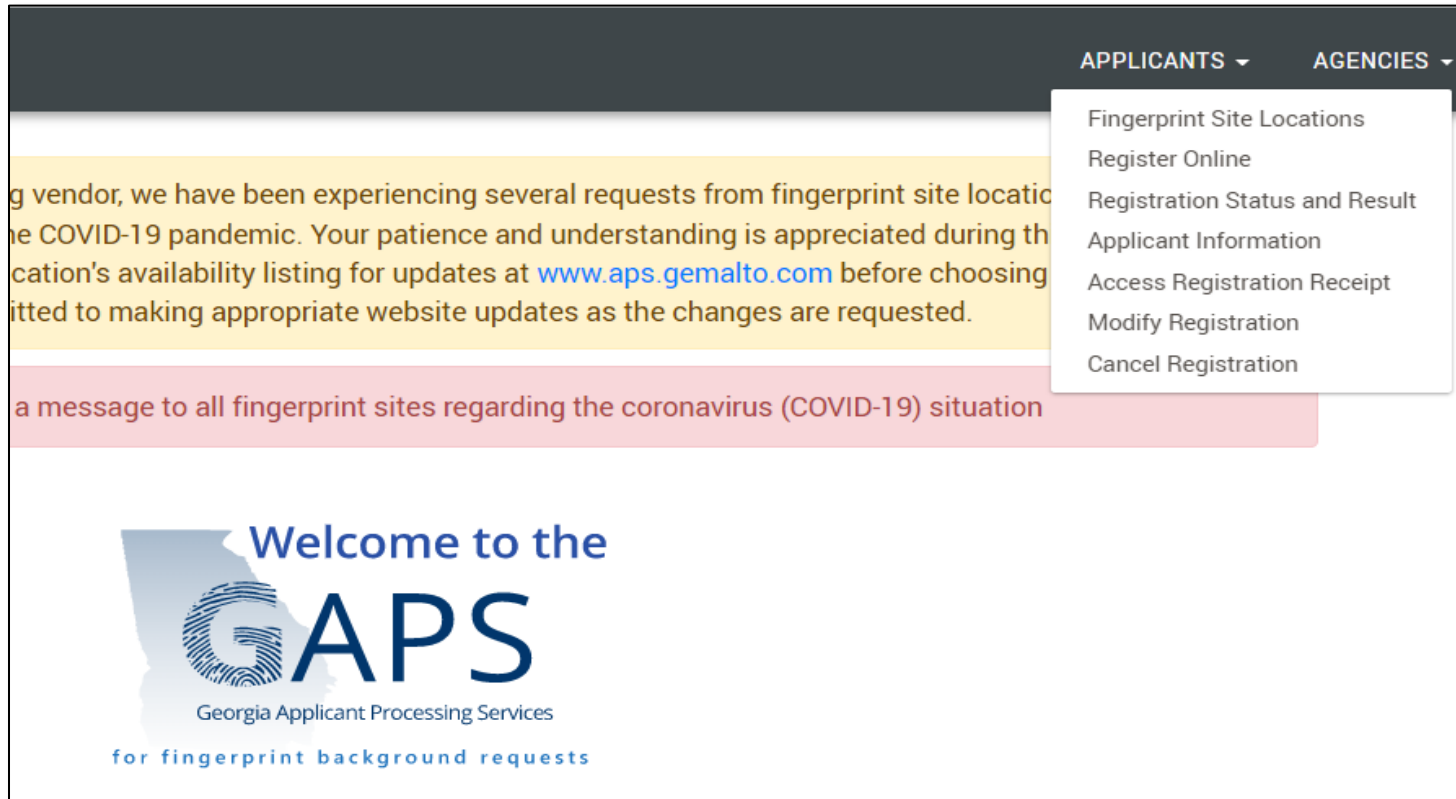 APPLICANTS AGENCIES
Fingerprint Site Locations
Register Online
Registration Status and Result
Applicant Information
Access Registration Receipt
Modify Registration
Cancel Registration
g vendor, we have been experiencing several requests from fingerprint site locatio
e COVID-19 pandemic. Your patience and understanding is appreciated during th
cation's availability listing for updates at www.aps.gemalto.com before choosing
itted to making appropriate website updates as the changes are requested.
a message to all fingerprint sites regarding the coronavirus (COVID-19) situation
Welcome to the
GAPS
Georgia Applicant Processing Services
for fingerprint background requests